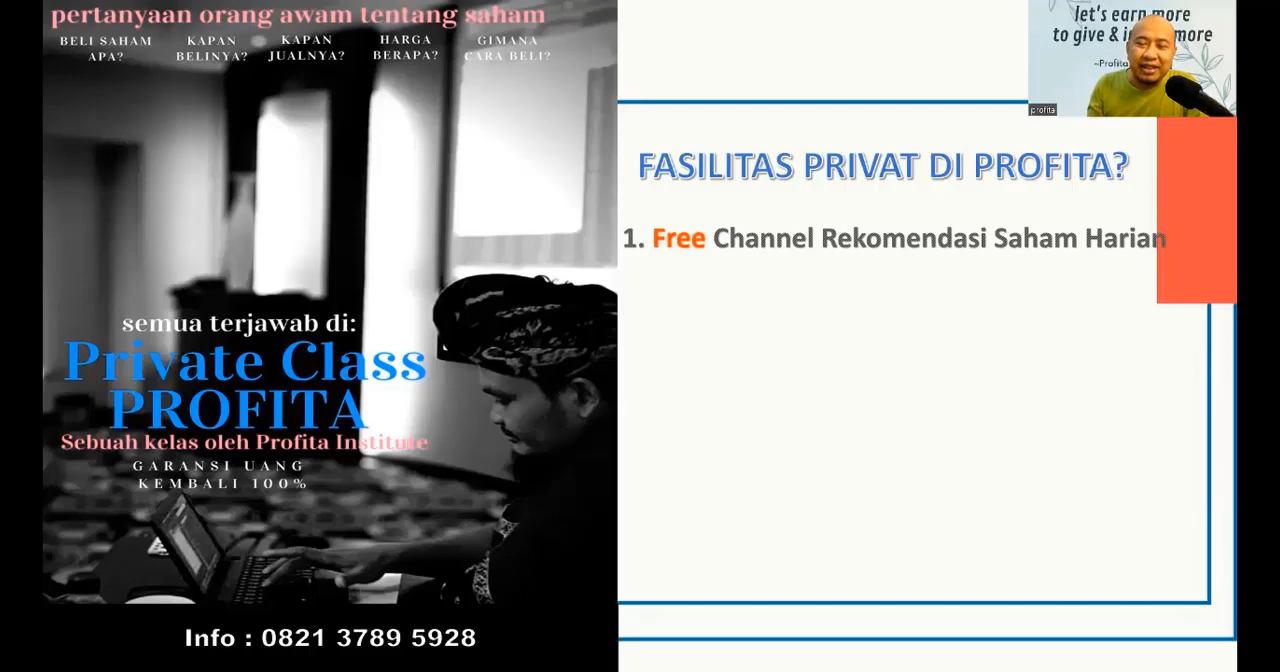 pertanyaan orang awam tentang saham
BELI SAHAM APA?
KAPAN BELINYA?
KAPAN JUALNYA?
HARGA BERAPA?
GIMANA CARA BELI?
semua terjawab di:
Private Class
PROFITA
Sebuah kelas oleh Profita Institute
GARANSI UANG
KEMBALI 100%
Info : 0821 3789 5928
let's earn more
to give & more
~Profita
profita
FASILITAS PRIVAT DI PROFITA?
1. Free Channel Rekomendasi Saham Harian